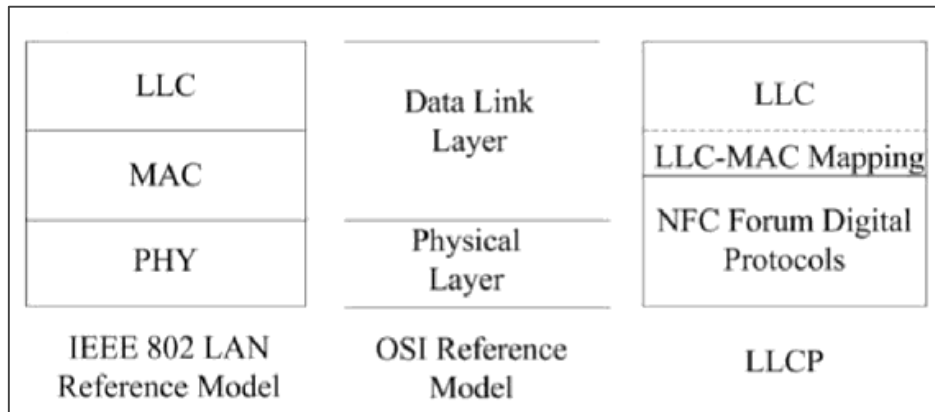 LLC
MAC
PHY
IEEE 802 LAN
Reference Model
Data Link
Layer
Physical
Layer
OSI Reference
Model
LLC
LLC-MAC Mapping
NFC Forum Digital
Protocols
LLCP